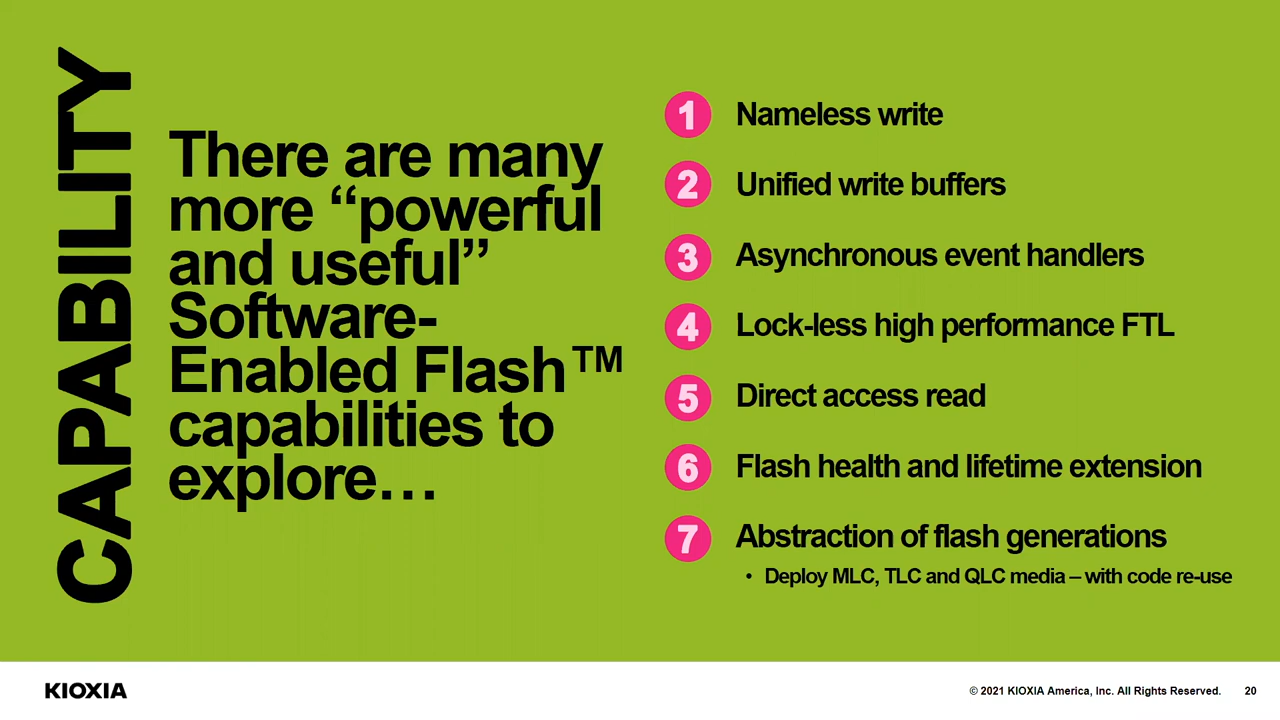 CAPABILITY
There are many
more “powerful
and useful”
Software-
Enabled Flash™
capabilities to
explore…
1 Nameless write
2 Unified write buffers
3 Asynchronous event handlers
4 Lock-less high performance FTL
5 Direct access read
6 Flash health and lifetime extension
7 Abstraction of flash generations
• Deploy MLC, TLC and QLC media – with code re-use
KIOXIA
© 2021 KIOXIA America, Inc. All Rights Reserved. 20